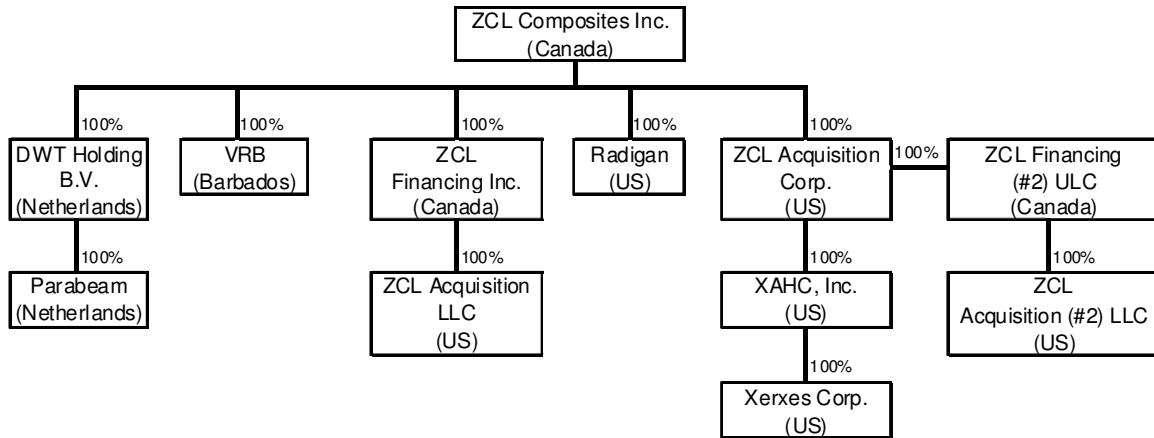 ZCL Composites Inc.
(Canada)
100%
100%
100%
100%
100%
DWT Holding
B.V.
(Netherlands)
VRB
(Barbados)
ZCL
Financing Inc.
(Canada)
Radigan
(US)
ZCL Acquisition
Corp.
(US)
100%
ZCL Financing
(#2) ULC
(Canada)
100%
100%
100%
100%
Parabeam
(Netherlands)
ZCL Acquisition
LLC
(US)
XAHC, Inc.
(US)
ZCL
Acquisition (#2) LLC
(US)
100%
Xerxes Corp.
(US)